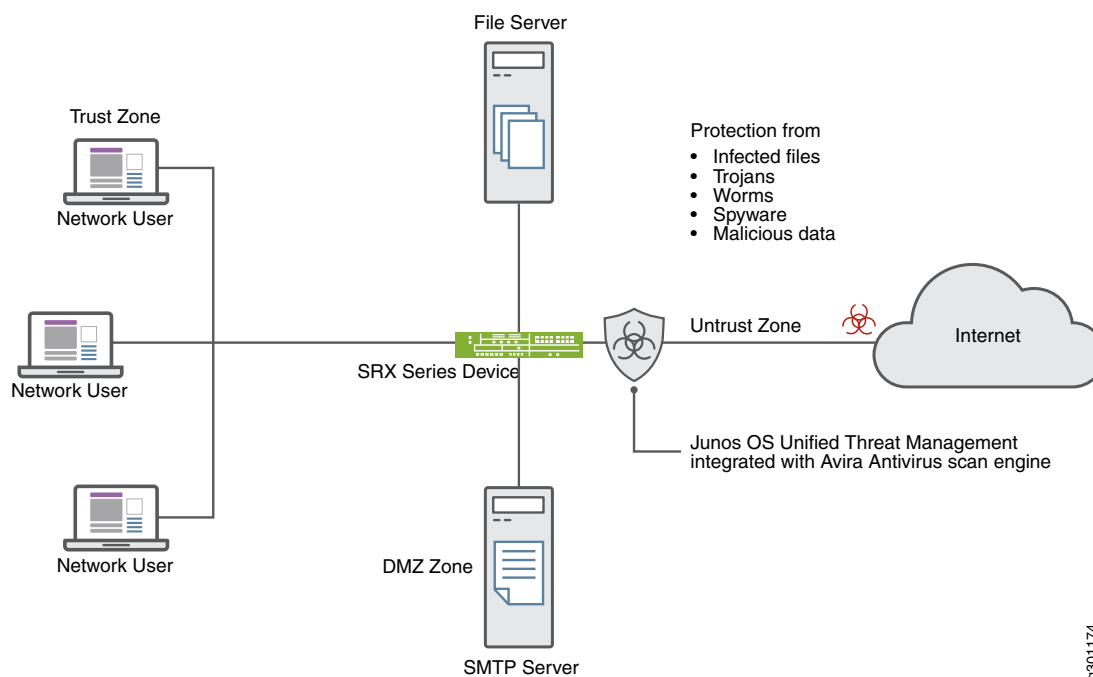 File Server
Trust Zone
Network User
Network User
Network User
Protection from
• Infected files
• Trojans
• Worms
• Spyware
• Malicious data
SRX Series Device
Untrust Zone
Internet
Junos OS Unified Threat Management
integrated with Avira Antivirus scan engine
DMZ Zone
SMTP Server
g301174